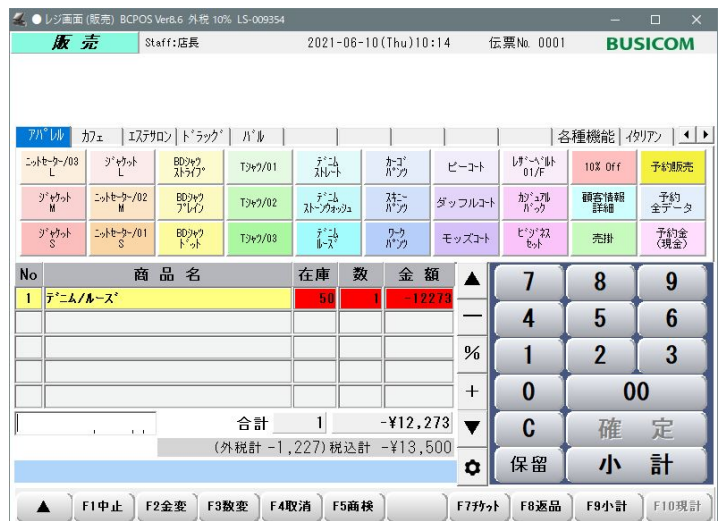 レジ画面 (販売) BCPOS Ver8.6 外税 10% LS-009354
販 売 Staff:店長 2021-06-10(Thu)10:14 伝票No. 0001 BUSICOM
ｱﾊﾟﾚﾙ ｶﾌｪ ｴｽﾃｻﾛﾝ ﾄﾞﾗｯｸﾞ ﾊﾞﾙ 各種機能 ｲﾀﾘｱﾝ
ﾆｯﾄｾｰﾀｰ/03 L ｼﾞｬｹｯﾄ L BDｼｬﾂ ｽﾄﾗｲﾌﾟ Tｼｬﾂ/01 ﾃﾞﾆﾑ ｽﾄﾚｰﾄ ｶｰｺﾞ ﾊﾟﾝﾂ ピーコート ﾚｻﾞｰﾍﾞﾙﾄ 01/F 10% Off 予約販売
ｼﾞｬｹｯﾄ M ﾆｯﾄｾｰﾀｰ/02 M BDｼｬﾂ ﾌﾟﾚｲﾝ Tｼｬﾂ/02 ﾃﾞﾆﾑ ｽﾄｰﾝｳｫｯｼｭ ｽｷﾆｰ ﾊﾟﾝﾂ ダッフルコート ｶｼﾞｭｱﾙ ﾊﾞｯｸ 顧客情報 詳細 予約 全データ
ｼﾞｬｹｯﾄ S ﾆｯﾄｾｰﾀｰ/01 S BDｼｬﾂ ﾄﾞｯﾄ Tｼｬﾂ/03 ﾃﾞﾆﾑ ﾙｰｽﾞ ﾜｰｸ ﾊﾟﾝﾂ モッズコート ﾋﾞｼﾞﾈｽ ｾｯﾄ 売掛 予約金 (現金)
No 商 品 名 在庫 数 金 額 ▲ 7 8 9
1 ﾃﾞﾆﾑ/ﾙｰｽﾞ 50 1 -12273
― 4 5 6
% 1 2 3
+ 0 00
合計 1 -¥12,273 ▼ C 確 定
(外税計 -1,227) 税込計 -¥13,500
保留 小 計
▲ F1中止 F2金変 F3数変 F4取消 F5商検 F7ﾁｹｯﾄ F8返品 F9小計 F10現計